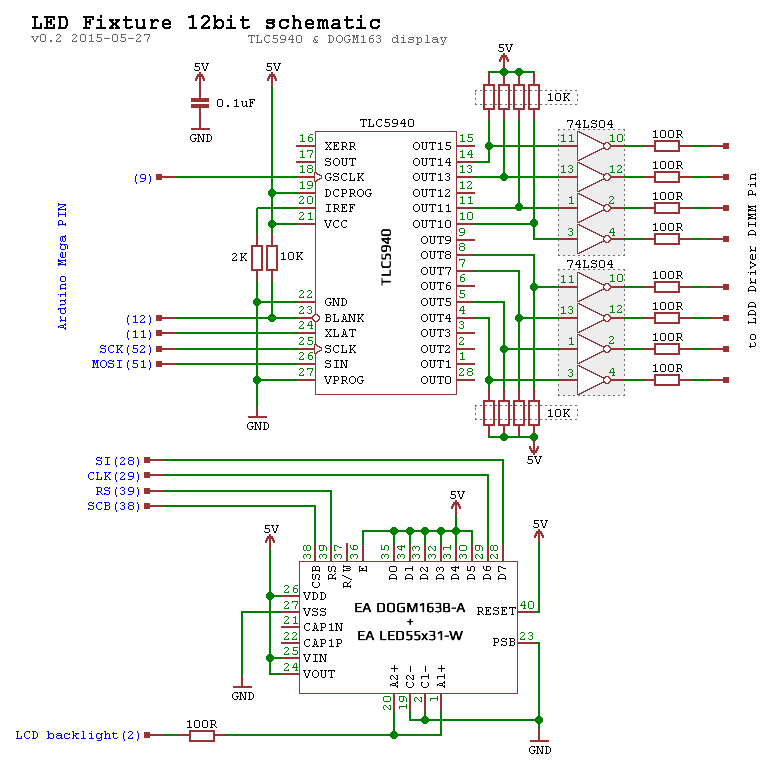 LED Fixture 12bit schematic
v0.2 2015-05-27
TLC5940 & DOGM163 display
5V
5V
5V
0.1uF
GND
10K
TLC5940
74LS04
16 XERR
17 SOUT
18 GSCLK
19 DCPROG
20 IREF
21 VCC
22 GND
23 BLANK
24 XLAT
25 SCLK
26 SIN
27 VPROG
OUT15 15
OUT14 14
OUT13 13
OUT12 12
OUT11 11
OUT10 10
OUT9 9
OUT8 8
OUT7 7
OUT6 6
OUT5 5
OUT4 4
OUT3 3
OUT2 2
OUT1 1
OUT0 28
TLC5940
11 10 100R
13 12 100R
1 2 100R
3 4 100R
74LS04
11 10 100R
13 12 100R
1 2 100R
3 4 100R
to LDD Driver DIMM Pin
Arduino Mega PIN
(9)
2K
10K
(12)
(11)
SCK(52)
MOSI(51)
GND
10K
5V
SI(28)
CLK(29)
RS(39)
SCB(38)
5V
5V
5V
38 CSB
39 RS
37 R/W
36 E
35 D0
34 D1
33 D2
32 D3
31 D4
30 D5
29 D6
28 D7
26 VDD
27 VSS
21 CAP1N
22 CAP1P
25 VIN
24 VOUT
EA DOGM163B-A
+
EA LED55x31-W
RESET 40
PSB 23
A2+ 20
C2- 19
C1- 2
A1+ 1
GND
100R
LCD backlight(2)
GND